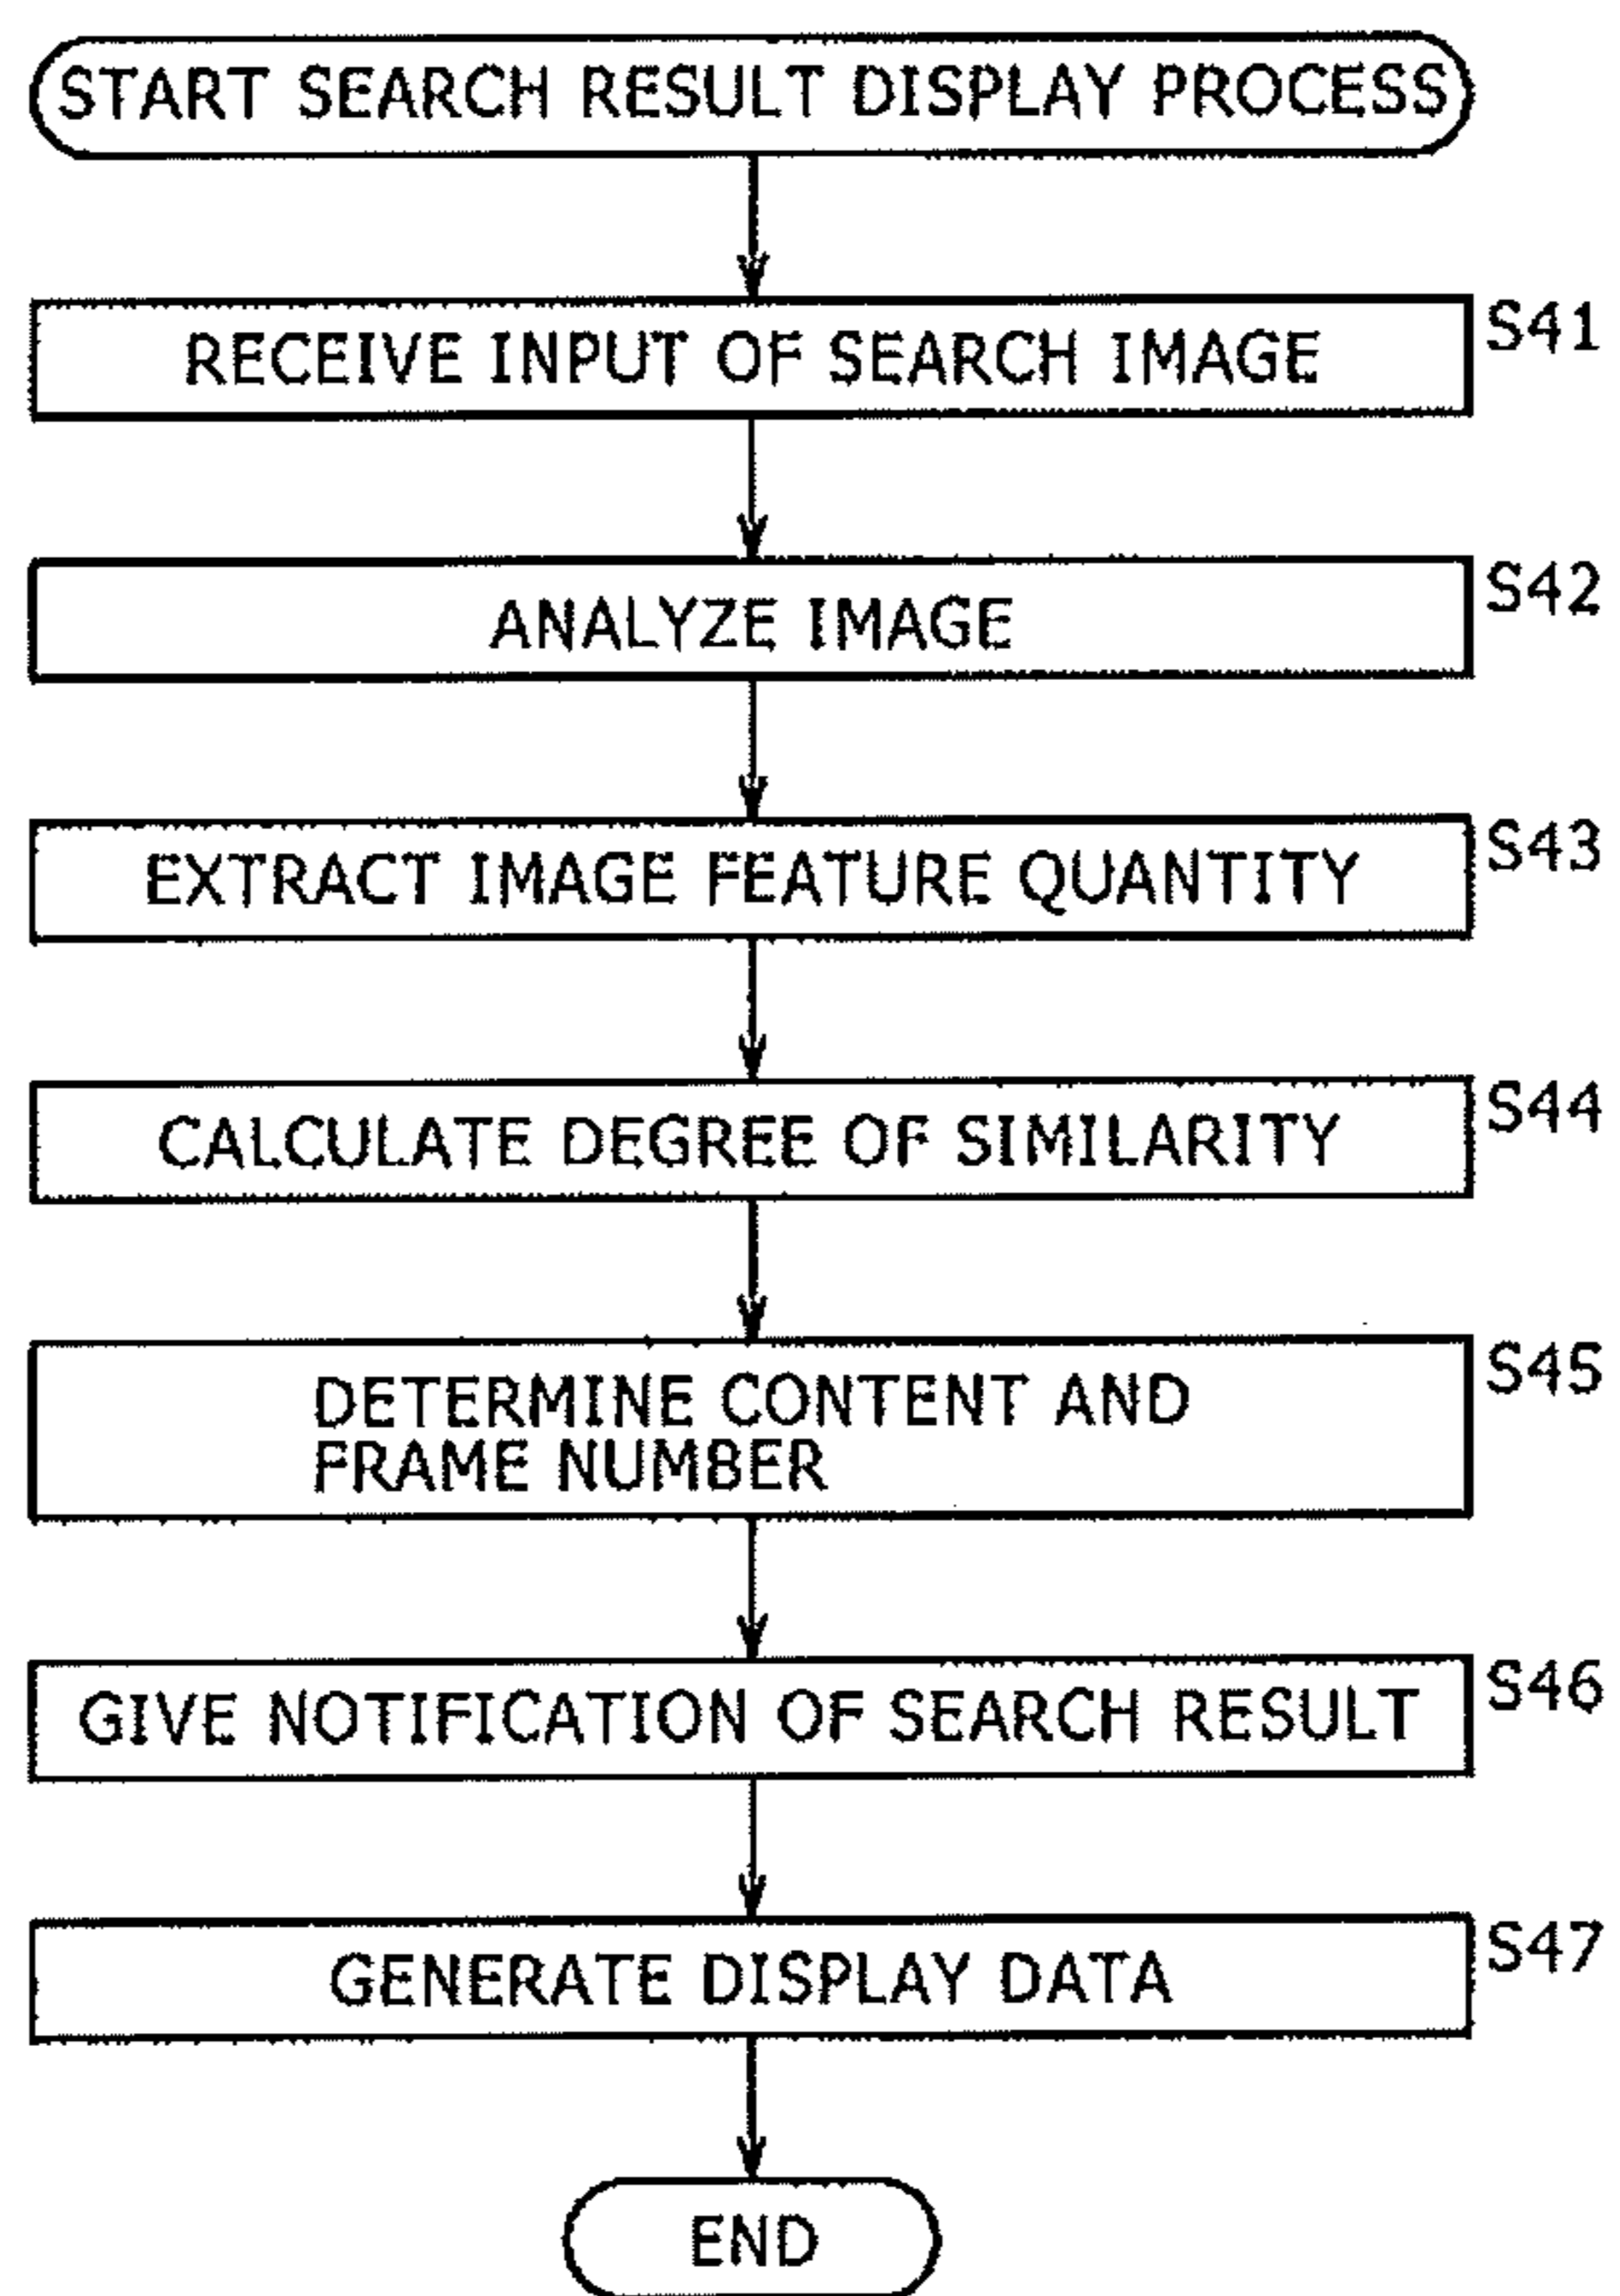 START SEARCH RESULT DISPLAY PROCESS
RECEIVE INPUT OF SEARCH IMAGE
S41
ANALYZE IMAGE
S42
EXTRACT IMAGE FEATURE QUANTITY
S43
CALCULATE DEGREE OF SIMILARITY
S44
DETERMINE CONTENT AND
FRAME NUMBER
S45
GIVE NOTIFICATION OF SEARCH RESULT
S46
GENERATE DISPLAY DATA
S47
END